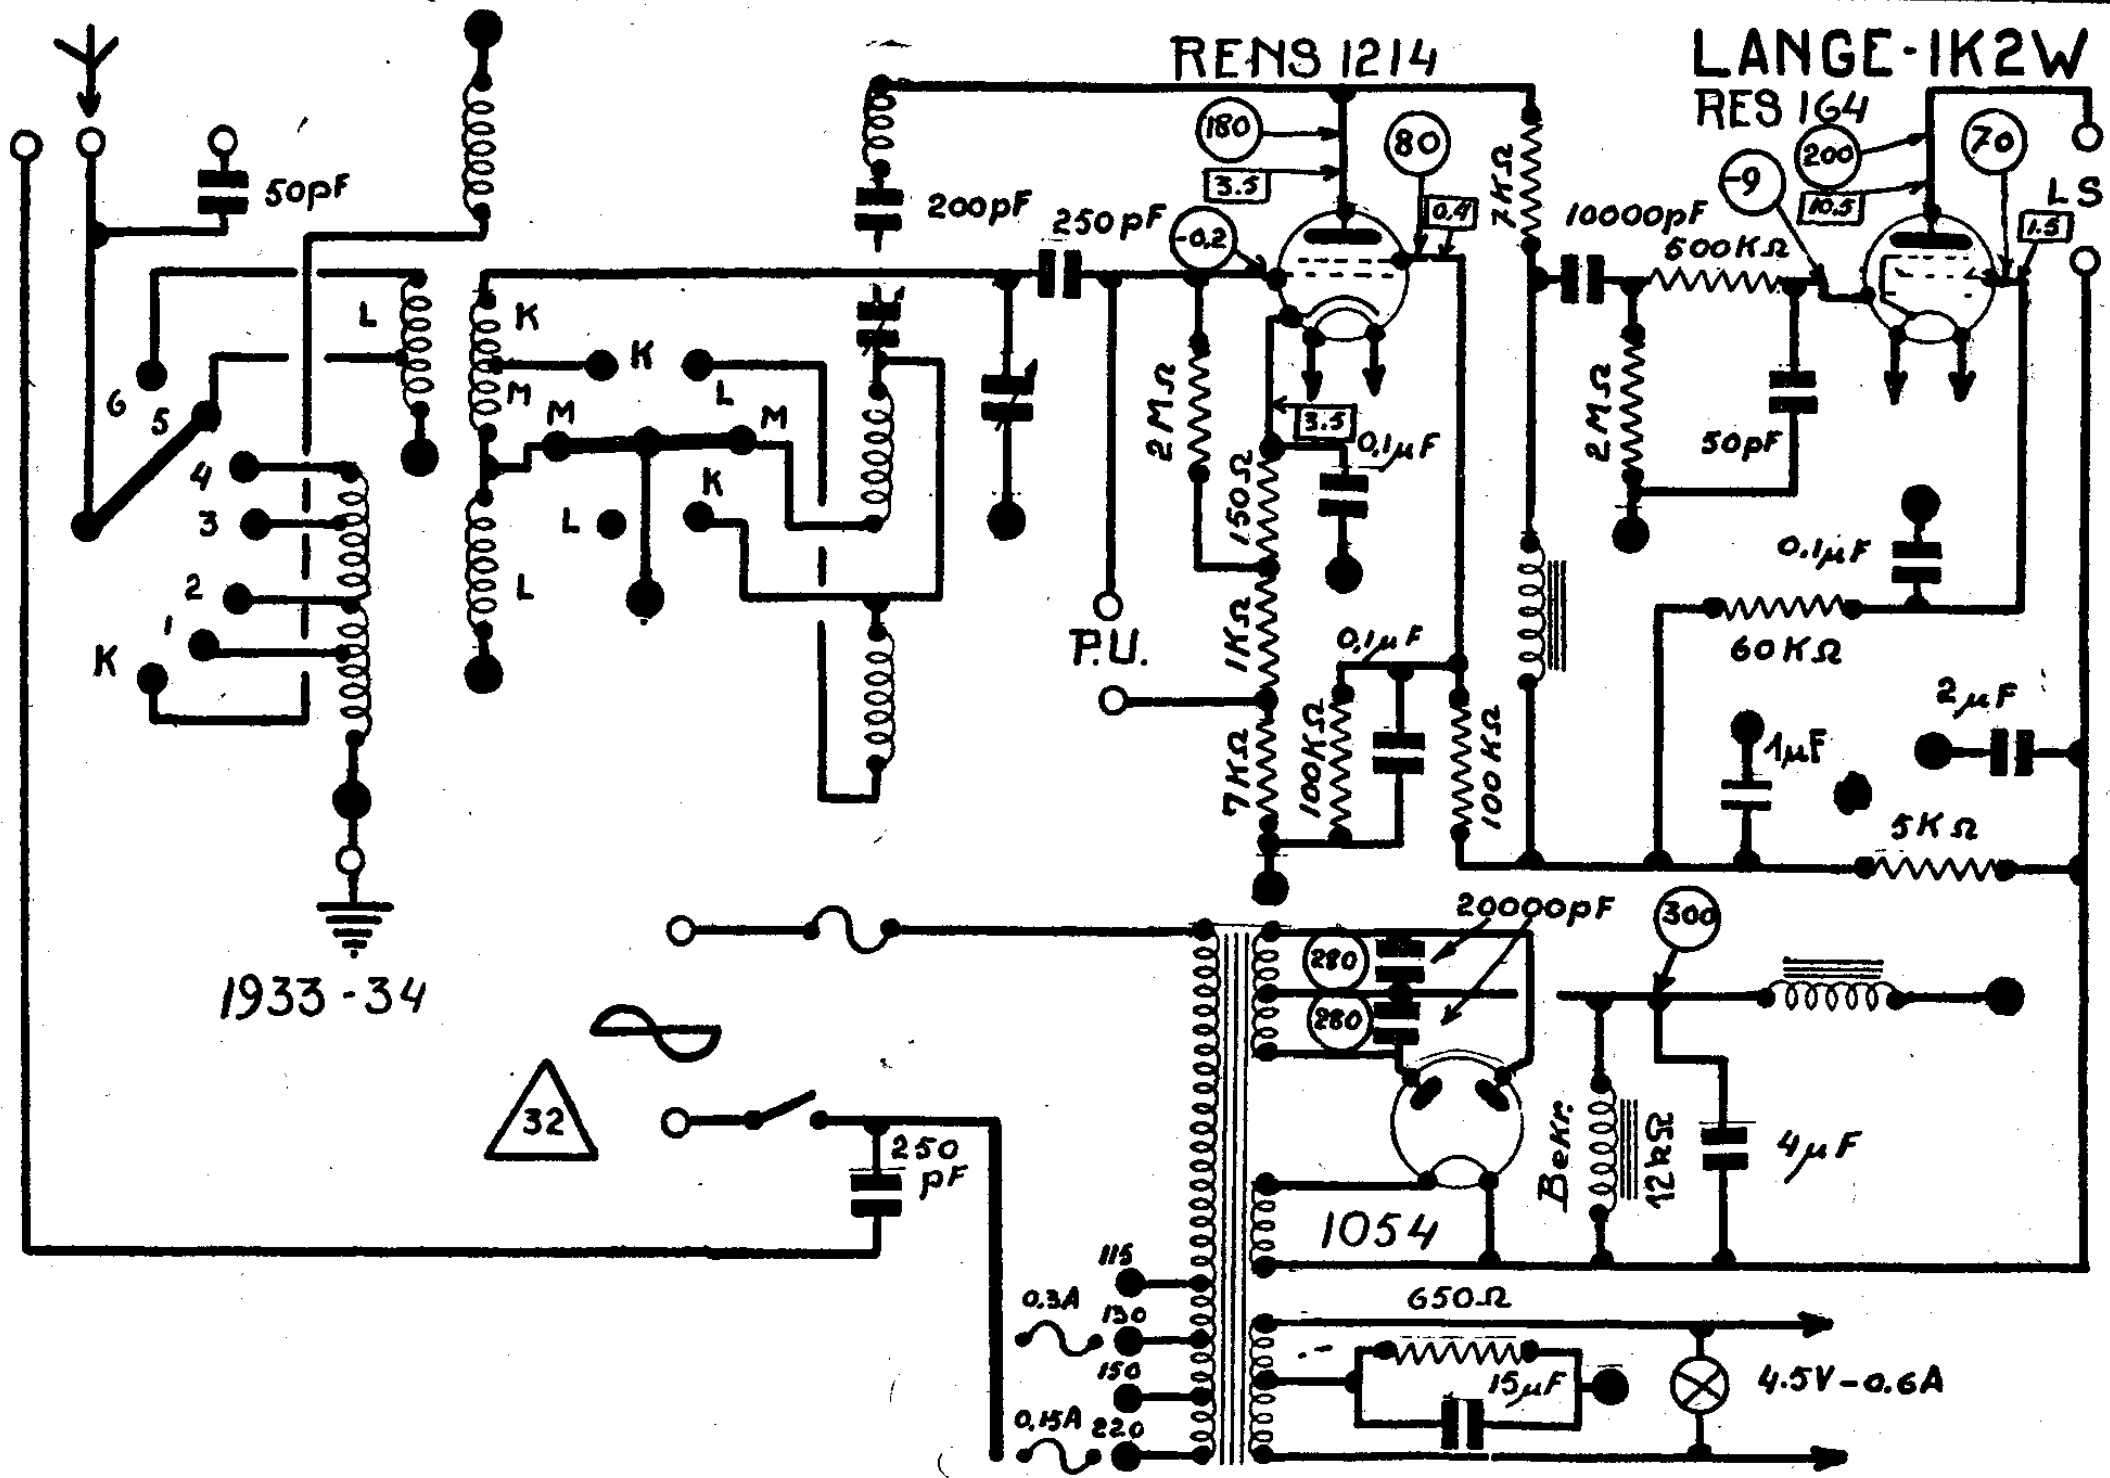 LANGE-1K2W
RENS 1214
RES 164
LS
180
3.5
80
0.4
-0.2
7KΩ
-9
200
10.5
70
1.5
50pF
200pF
250pF
10000pF
500KΩ
L
K
M
K
L
M
M
K
L
L
6
5
4
3
2
1
K
2MΩ
3.5
0,1µF
150Ω
2MΩ
50pF
0.1µF
60KΩ
P.U.
1KΩ
0,1µF
7KΩ
100KΩ
100KΩ
2µF
1µF
5KΩ
1933-34
20000pF
300
280
280
32
250
pF
Bekr.
12kΩ
4µF
1054
115
0.3A
130
150
0,15A
220
650Ω
15µF
4.5V-0.6A